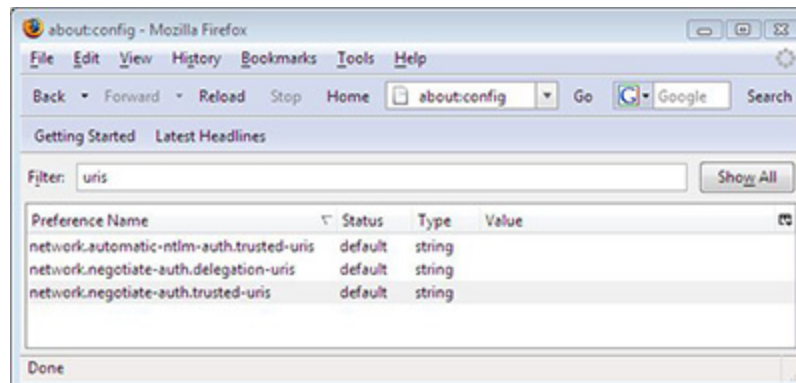 about:config - Mozilla Firefox
File Edit View History Bookmarks Tools Help
Back Forward Reload Stop Home about:config Go G Google Search
Getting Started Latest Headlines
Filter: uris Show All
Preference Name Status Type Value
network.automatic-ntlm-auth.trusted-uris default string
network.negotiate-auth.delegation-uris default string
network.negotiate-auth.trusted-uris default string
Done